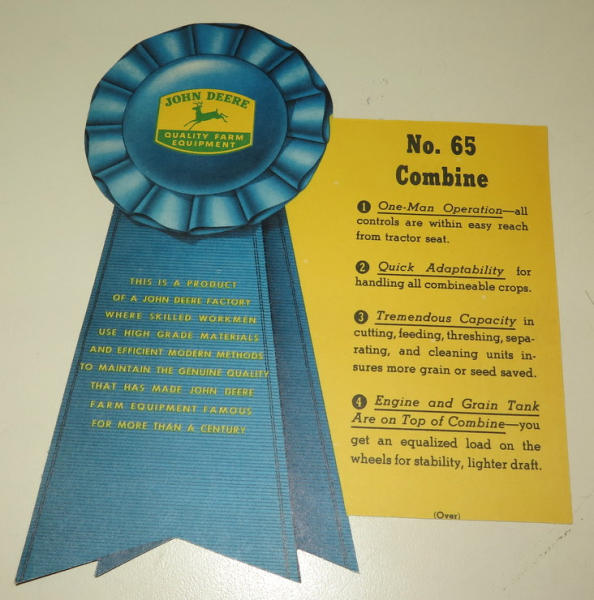 JOHN DEERE
QUALITY FARM
EQUIPMENT
THIS IS A PRODUCT
OF A JOHN DEERE FACTORY
WHERE SKILLED WORKMEN
USE HIGH GRADE MATERIALS
AND EFFICIENT MODERN METHODS
TO MAINTAIN THE GENUINE QUALITY
THAT HAS MADE JOHN DEERE
FARM EQUIPMENT FAMOUS
FOR MORE THAN A CENTURY
No. 65
Combine
1 One-Man Operation—all
controls are within easy reach
from tractor seat.
2 Quick Adaptability for
handling all combineable crops.
3 Tremendous Capacity in
cutting, feeding, threshing, sepa-
rating, and cleaning units in-
sures more grain or seed saved.
4 Engine and Grain Tank
Are on Top of Combine—you
get an equalized load on the
wheels for stability, lighter draft.
(Over)